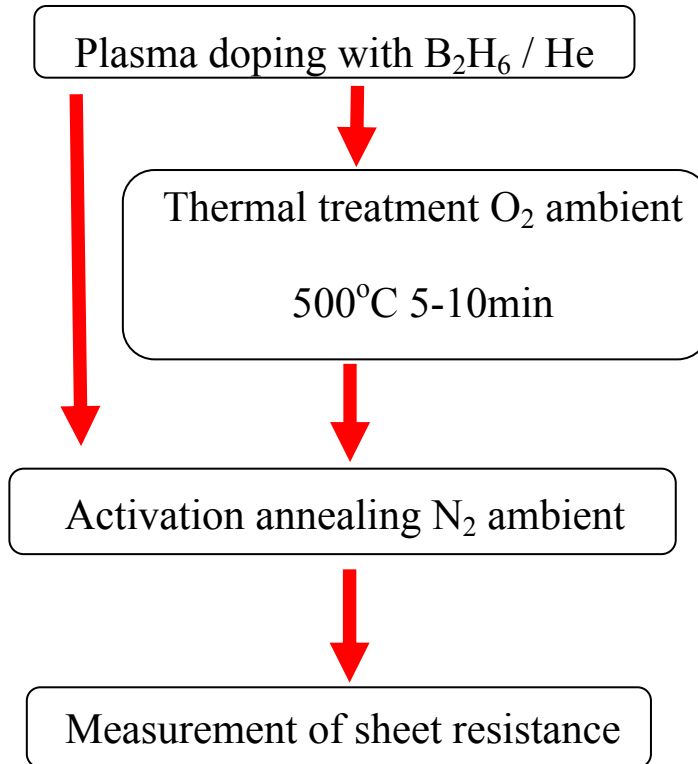 Plasma doping with B₂H₆ / He
Thermal treatment O₂ ambient
500°C 5-10min
Activation annealing N₂ ambient
Measurement of sheet resistance